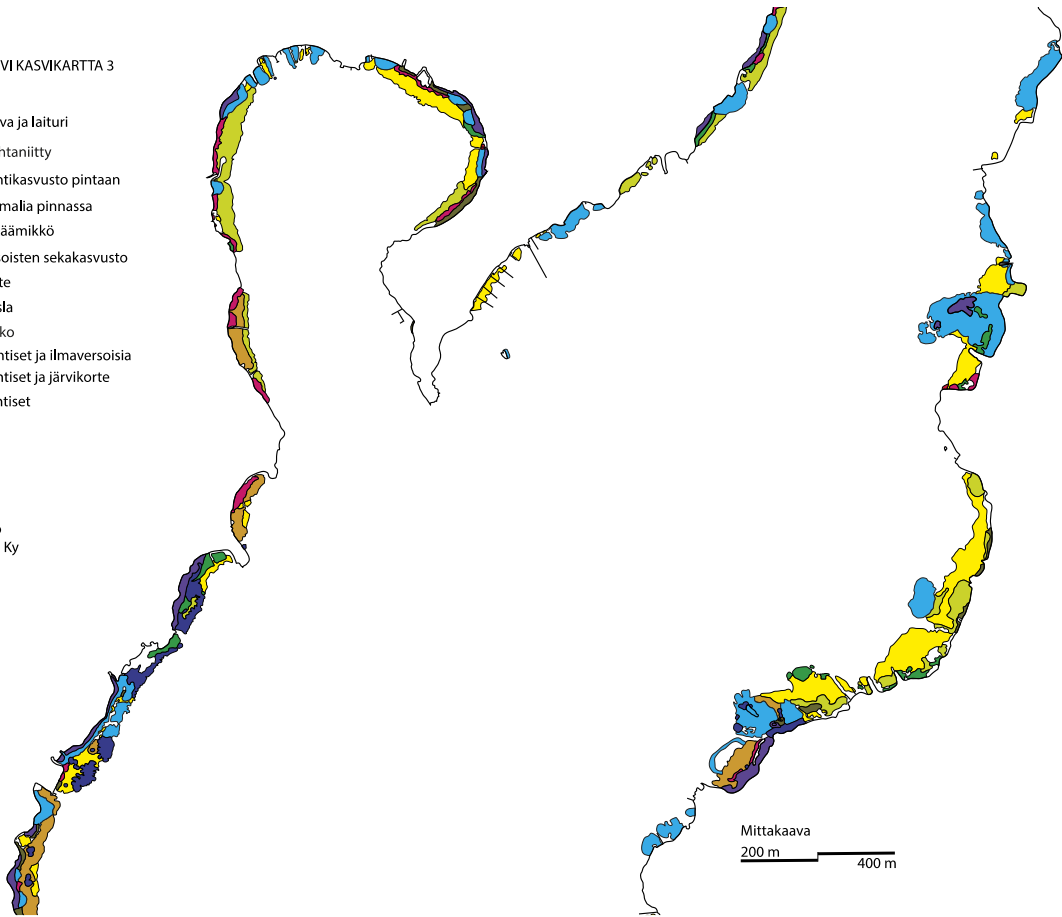 VI KASVIKARTTA 3
va ja laituri
ntaniitty
ntikasvusto pintaan
malia pinnassa
äämikkö
soisten sekakasvusto
te
sla
ko
ntiset ja ilmaversoisia
ntiset ja järvikorte
ntiset
Ky
Mittakaava
200 m
400 m